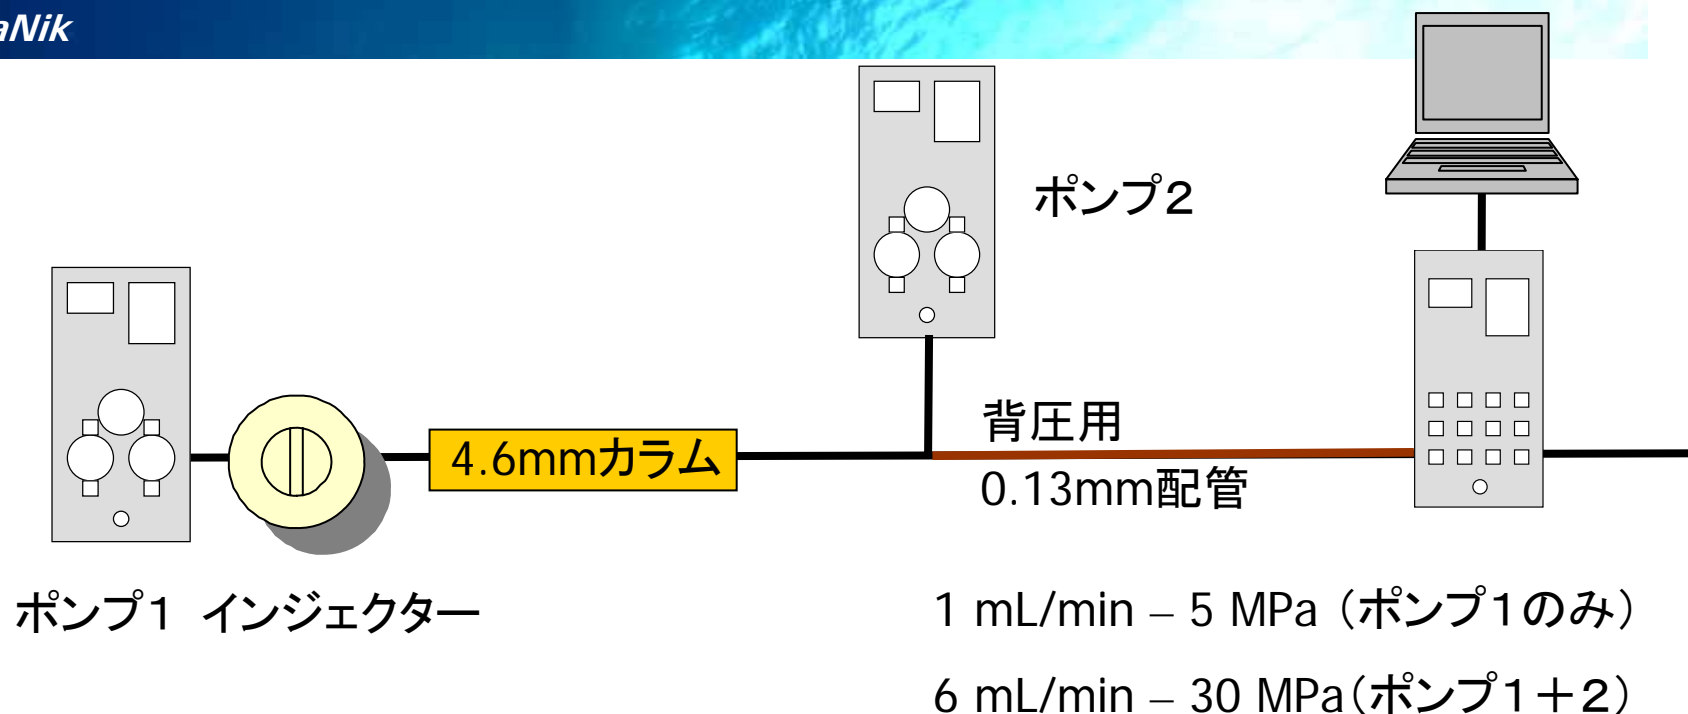 aNik
ポンプ2
背圧用
4.6mmカラム
0.13mm配管
ポンプ1 インジェクター
1 mL/min – 5 MPa（ポンプ1のみ）
6 mL/min – 30 MPa（ポンプ1＋2）